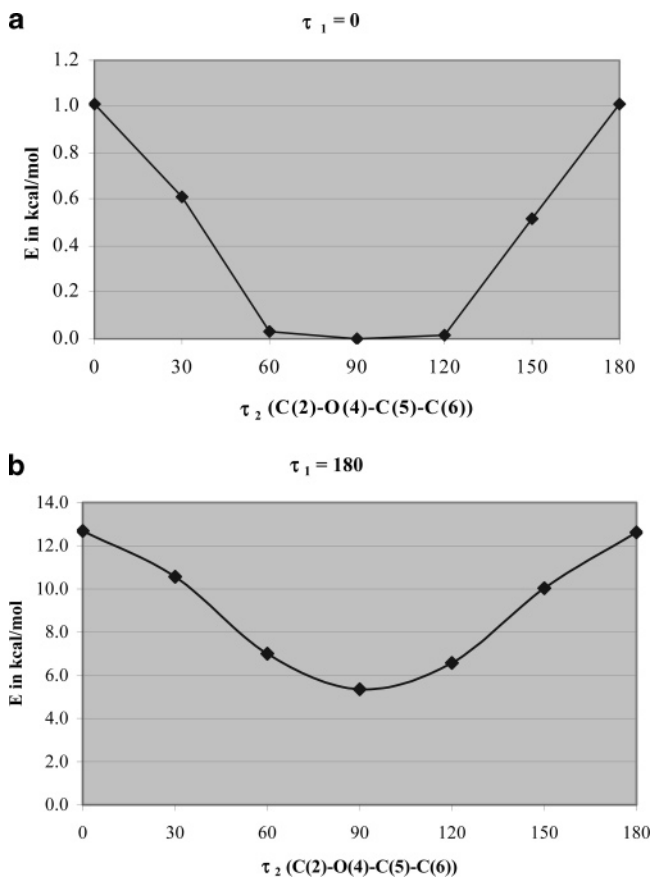 a
τ 1 = 0
1.2
1.0
0.8
0.6
0.4
0.2
0.0
E in kcal/mol
0 30 60 90 120 150 180
τ 2 (C(2)-O(4)-C(5)-C(6))
b
τ 1 = 180
14.0
12.0
10.0
8.0
6.0
4.0
2.0
0.0
E in kcal/mol
0 30 60 90 120 150 180
τ 2 (C(2)-O(4)-C(5)-C(6))